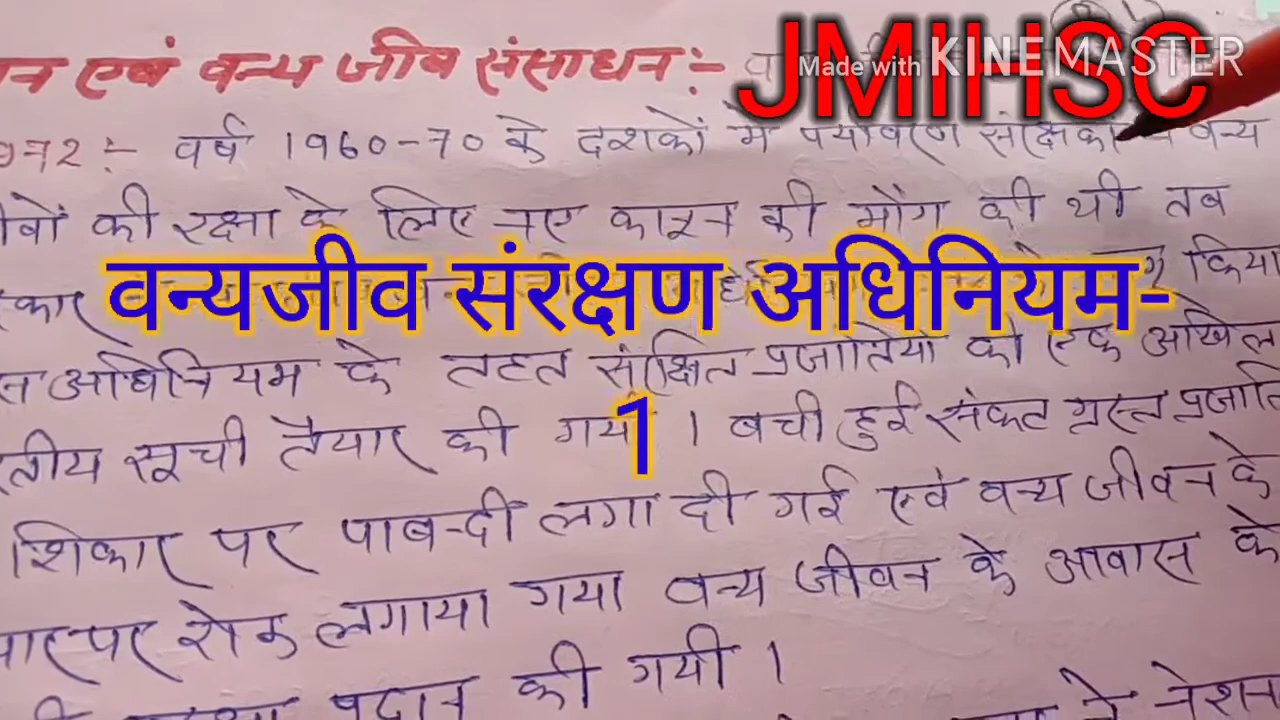 JMIHSC
Made with KINEMASTER
एवं वन्य जीव संसाधन :-
1972 :- वर्ष 1960-70 के दशकों में पर्यावरण संरक्षकों ने वन्य
की रक्षा के लिए नए कानून की माँग की थी तब
वन्यजीव संरक्षण अधिनियम-
किया
अधिनियम के तहत संरक्षित प्रजातियों की एक अखिल
1
सूची तैयार की गयी । बची हुई संकट ग्रस्त
शिकार पर पाबन्दी लगा दी गई एवं वन्य जीवन के
पर रोक लगाया गया वन्य जीवन के आवास के
प्रदान की गयी ।
ने नेशन